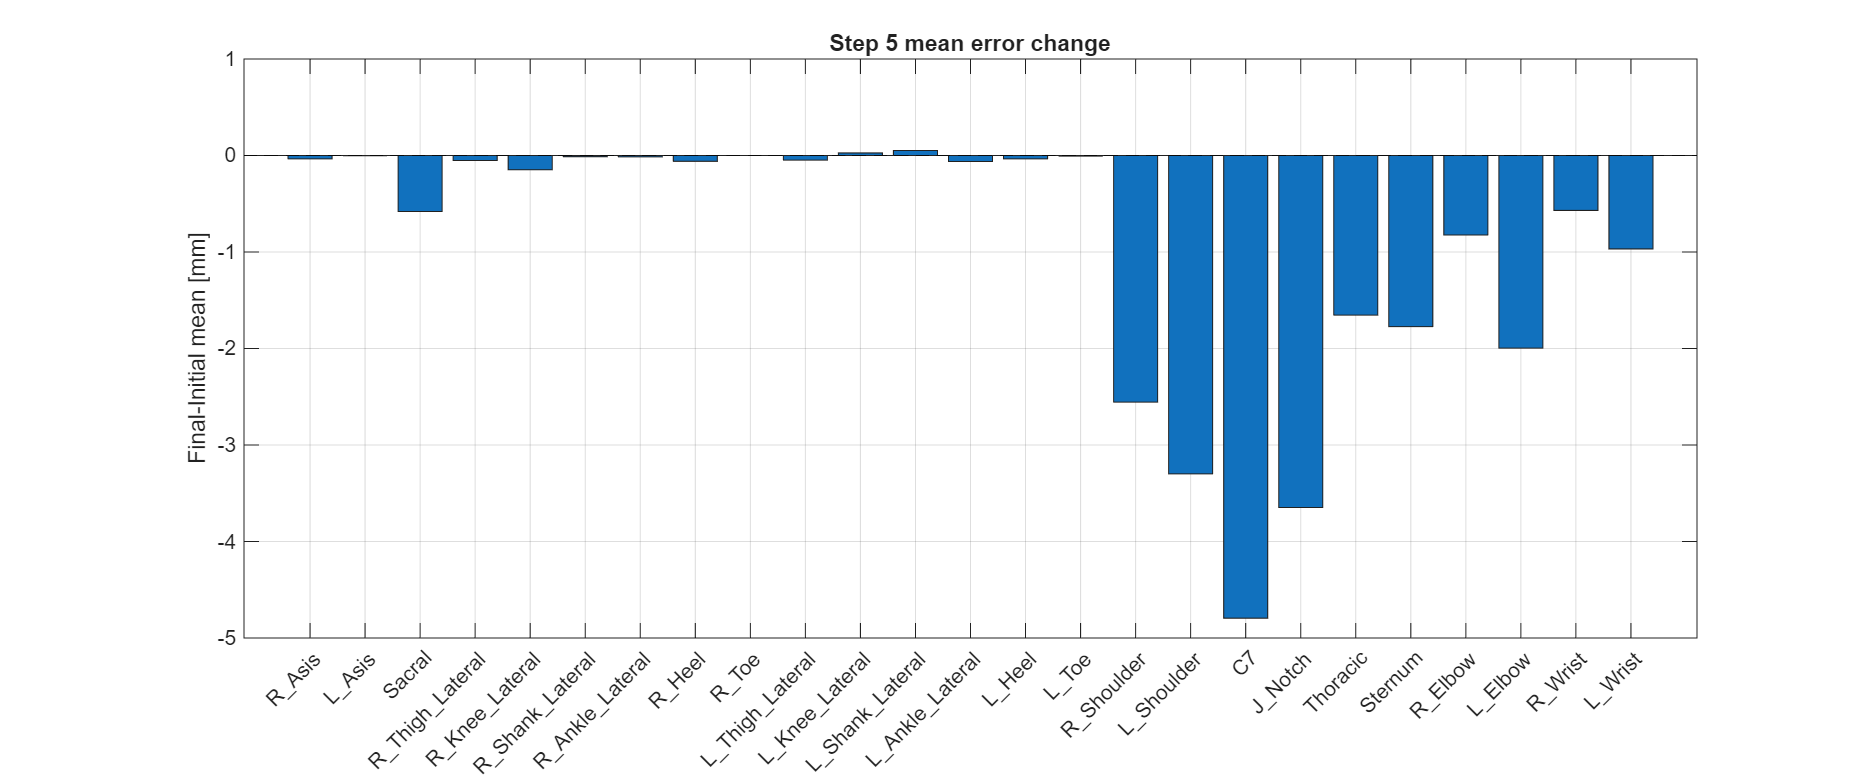 Step 5 mean error change
Final-Initial mean [mm]
1
0
-1
-2
-3
-4
-5
R_Asis
L_Asis
Sacral
R_Thigh_Lateral
R_Knee_Lateral
R_Shank_Lateral
R_Ankle_Lateral
R_Heel
R_Toe
L_Thigh_Lateral
L_Knee_Lateral
L_Shank_Lateral
L_Ankle_Lateral
L_Heel
L_Toe
R_Shoulder
L_Shoulder
C7
J_Notch
Thoracic
Sternum
R_Elbow
L_Elbow
R_Wrist
L_Wrist